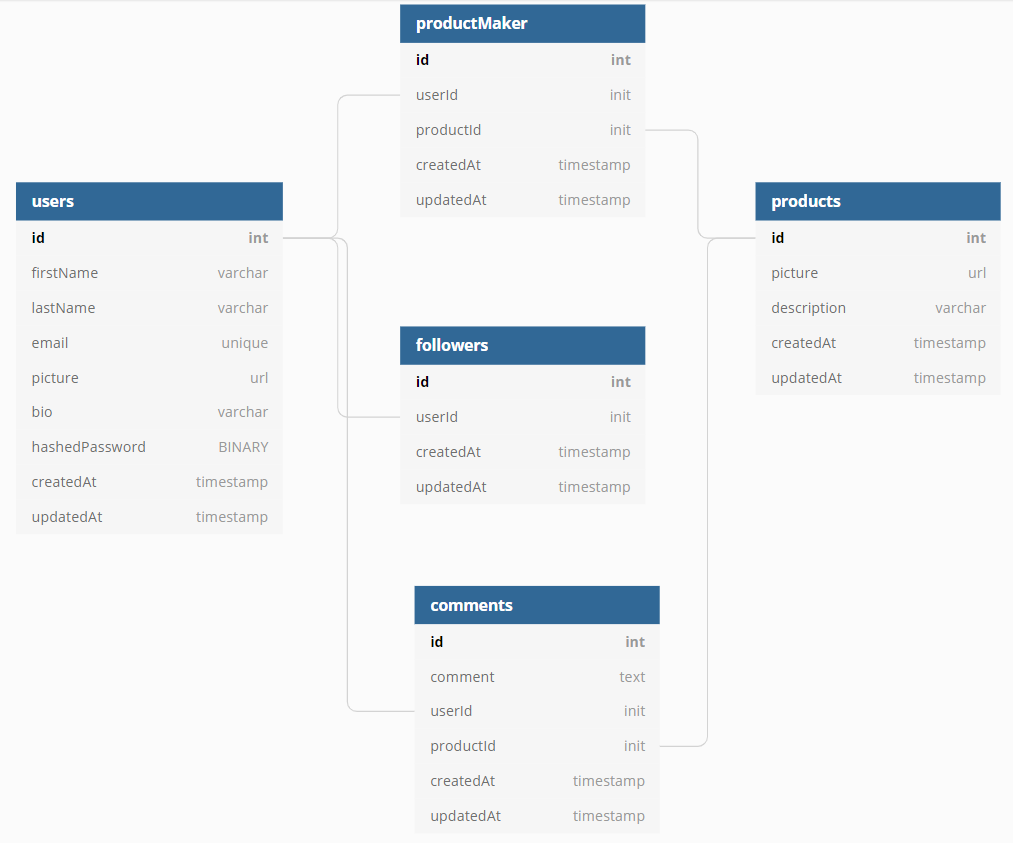 productMaker
id int
userId init
productId init
createdAt timestamp
updatedAt timestamp
users
id int
firstName varchar
lastName varchar
email unique
picture url
bio varchar
hashedPassword BINARY
createdAt timestamp
updatedAt timestamp
products
id int
picture url
description varchar
createdAt timestamp
updatedAt timestamp
followers
id int
userId init
createdAt timestamp
updatedAt timestamp
comments
id int
comment text
userId init
productId init
createdAt timestamp
updatedAt timestamp